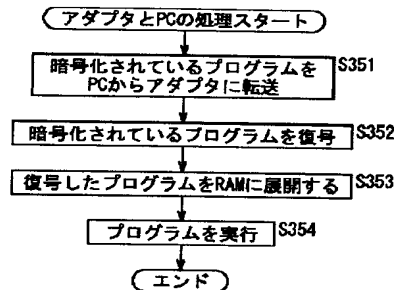 アダプタとPCの処理スタート
暗号化されているプログラムを
PCからアダプタに転送
S351
暗号化されているプログラムを復号
S352
復号したプログラムをRAMに展開する
S353
プログラムを実行
S354
エンド